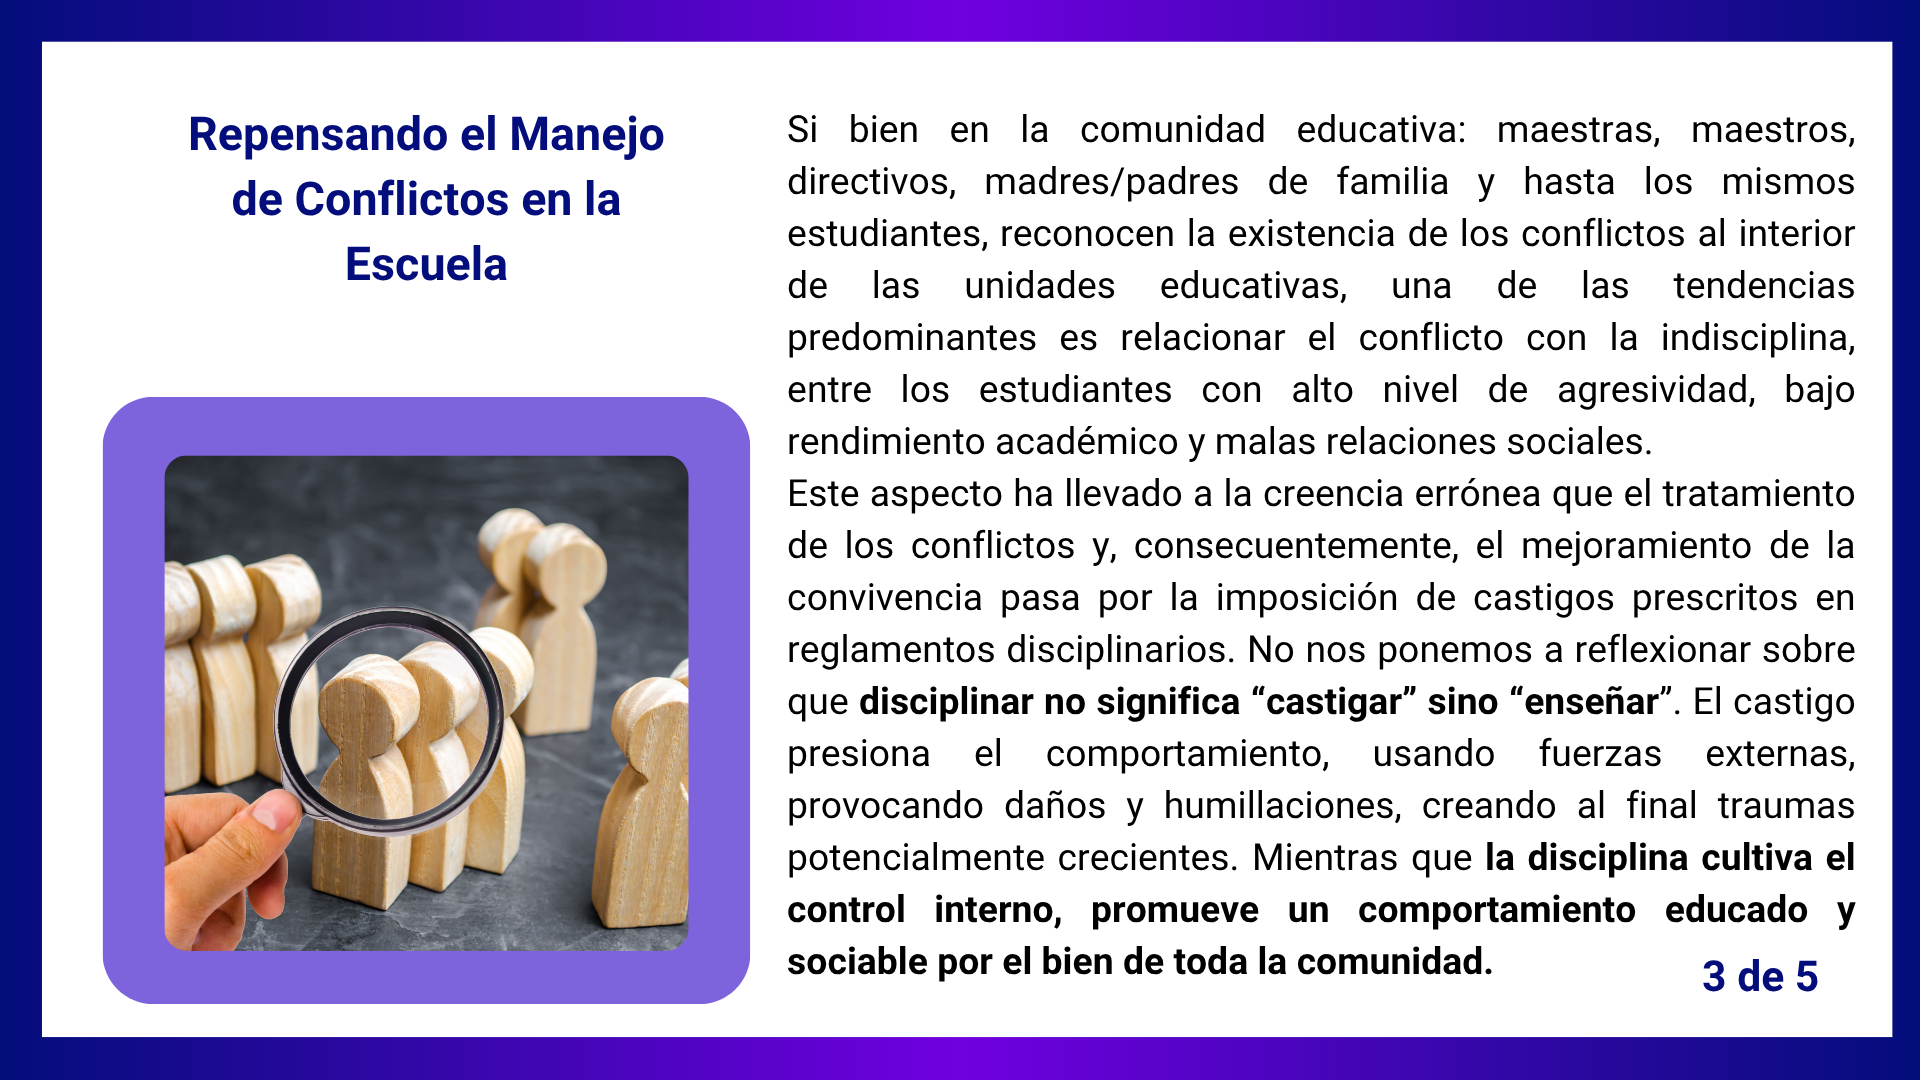 Repensando el Manejo
de Conflictos en la
Escuela
Si bien en la comunidad educativa: maestras, maestros,
directivos, madres/padres de familia y hasta los mismos
estudiantes, reconocen la existencia de los conflictos al interior
de las unidades educativas, una de las tendencias
predominantes es relacionar el conflicto con la indisciplina,
entre los estudiantes con alto nivel de agresividad, bajo
rendimiento académico y malas relaciones sociales.
Este aspecto ha llevado a la creencia errónea que el tratamiento
de los conflictos y, consecuentemente, el mejoramiento de la
convivencia pasa por la imposición de castigos prescritos en
reglamentos disciplinarios. No nos ponemos a reflexionar sobre
que disciplinar no significa “castigar” sino “enseñar”. El castigo
presiona el comportamiento, usando fuerzas externas,
provocando daños y humillaciones, creando al final traumas
potencialmente crecientes. Mientras que la disciplina cultiva el
control interno, promueve un comportamiento educado y
sociable por el bien de toda la comunidad.
3 de 5